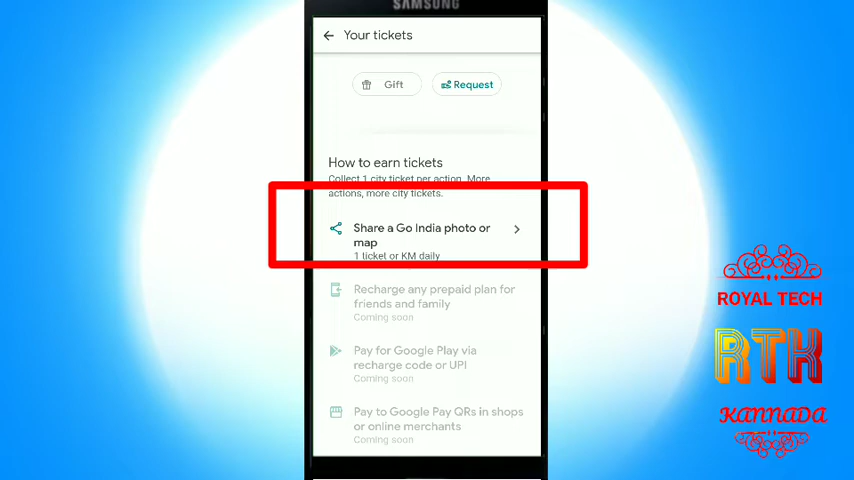 SAMSUNG
Your tickets
Gift
Request
How to earn tickets
Collect 1 city ticket per action. More
actions, more city tickets.
Share a Go India photo or
map
1 ticket or KM daily
Recharge any prepaid plan for
friends and family
Coming soon
Pay for Google Play via
recharge code or UPI
Coming soon
Pay to Google Pay QRs in shops
or online merchants
Coming soon
ROYAL TECH
RTK
KANNADA